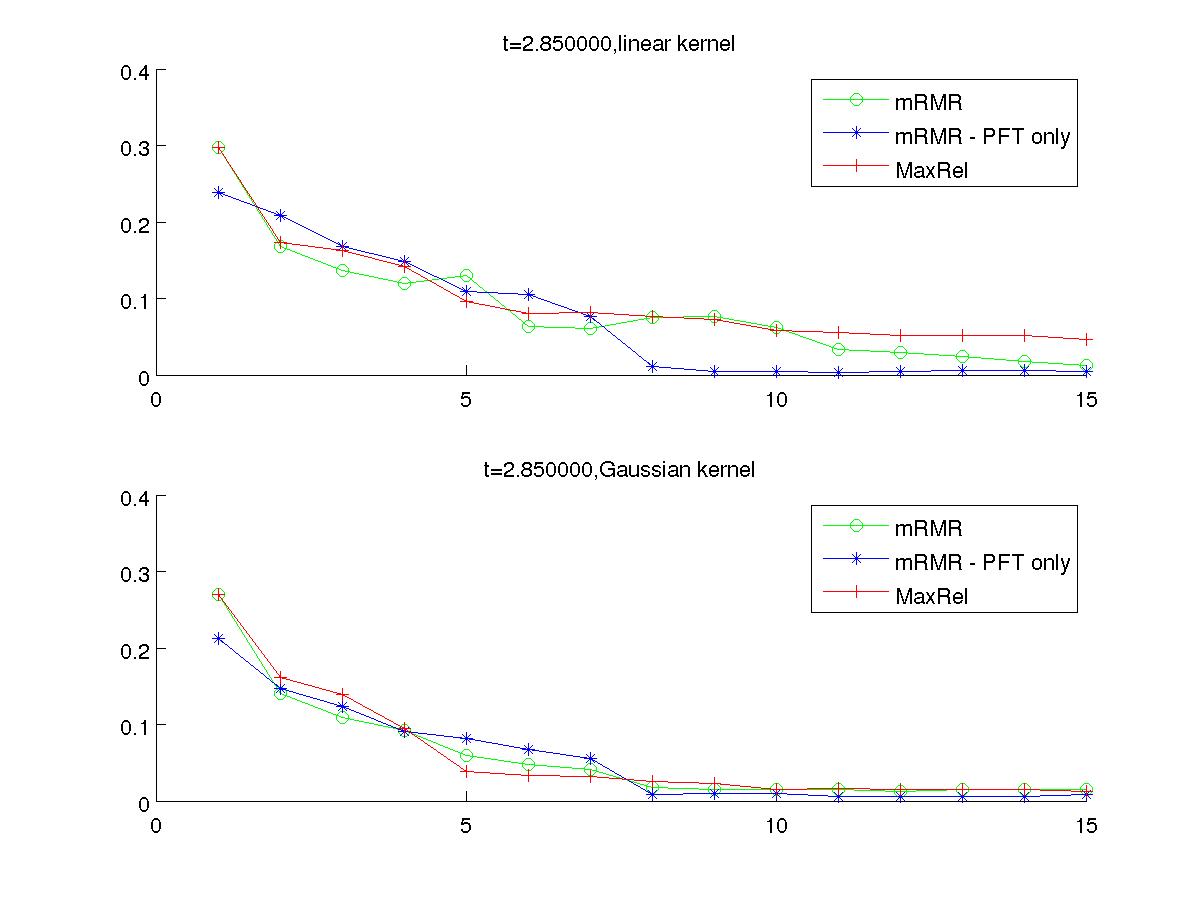 t=2.850000,linear kernel
0.4
0.3
0.2
0.1
0
0
5
10
15
mRMR
mRMR - PFT only
MaxRel
t=2.850000,Gaussian kernel
0.4
0.3
0.2
0.1
0
0
5
10
15
mRMR
mRMR - PFT only
MaxRel